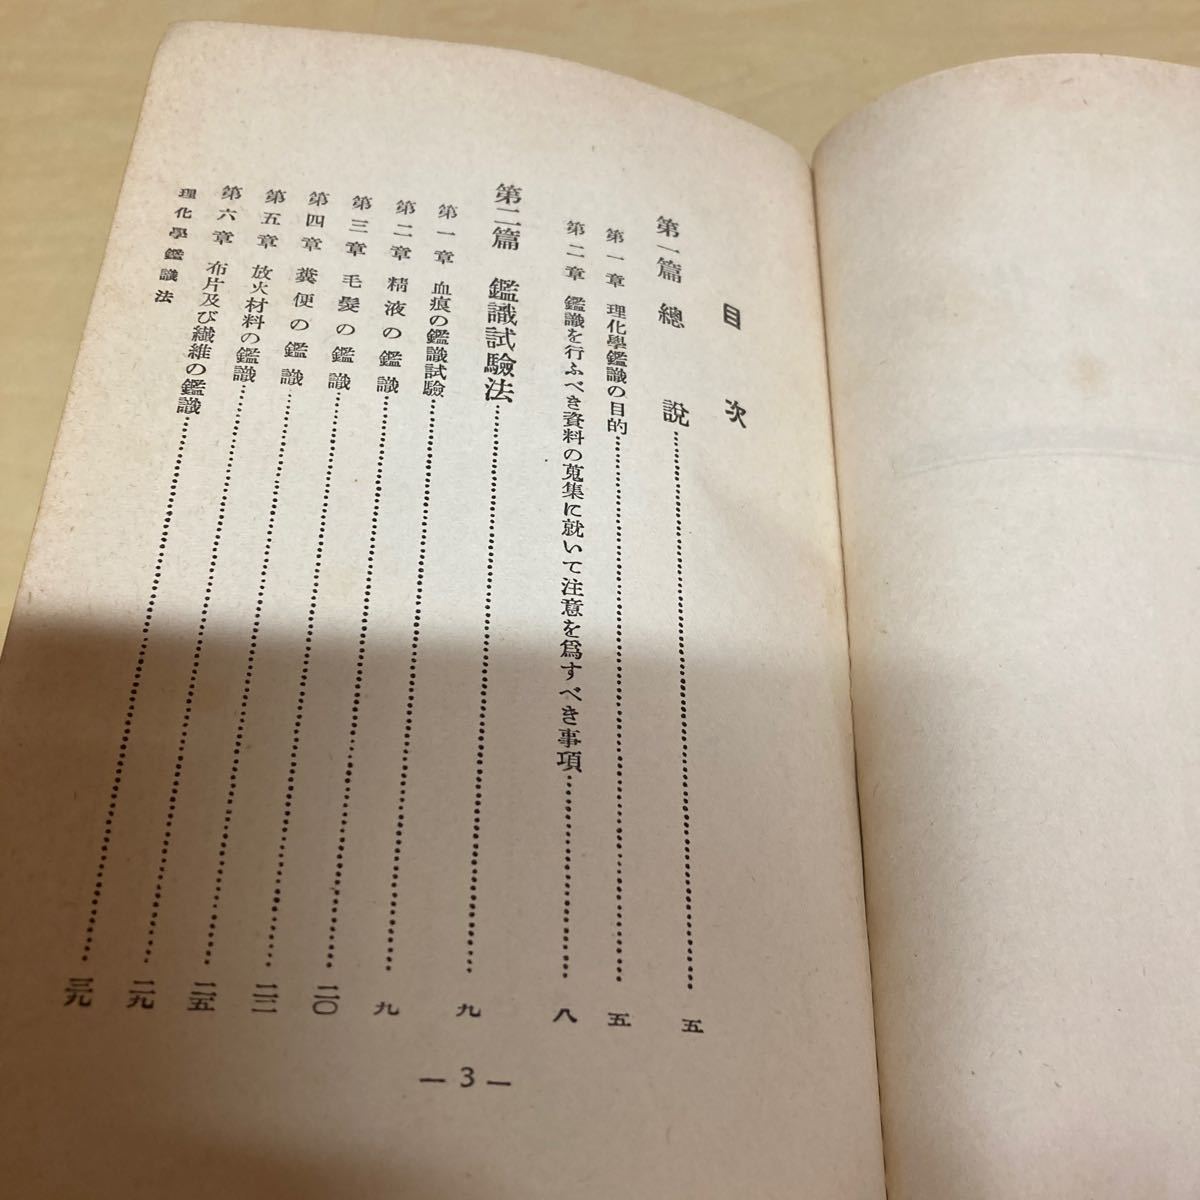 目次
第一篇 總説……五
第一章 理化學鑑識の目的……五
第二章 鑑識を行ふべき資料の蒐集に就いて注意を爲すべき事項……八
第二篇 鑑識試驗法……九
第一章 血痕の鑑識試驗……九
第二章 精液の鑑識……二〇
第三章 毛髮の鑑識……二三
第四章 糞便の鑑識……二五
第五章 放火材料の鑑識……二九
第六章 布片及び纖維の鑑識……三九
理化學鑑識法
— 3 —